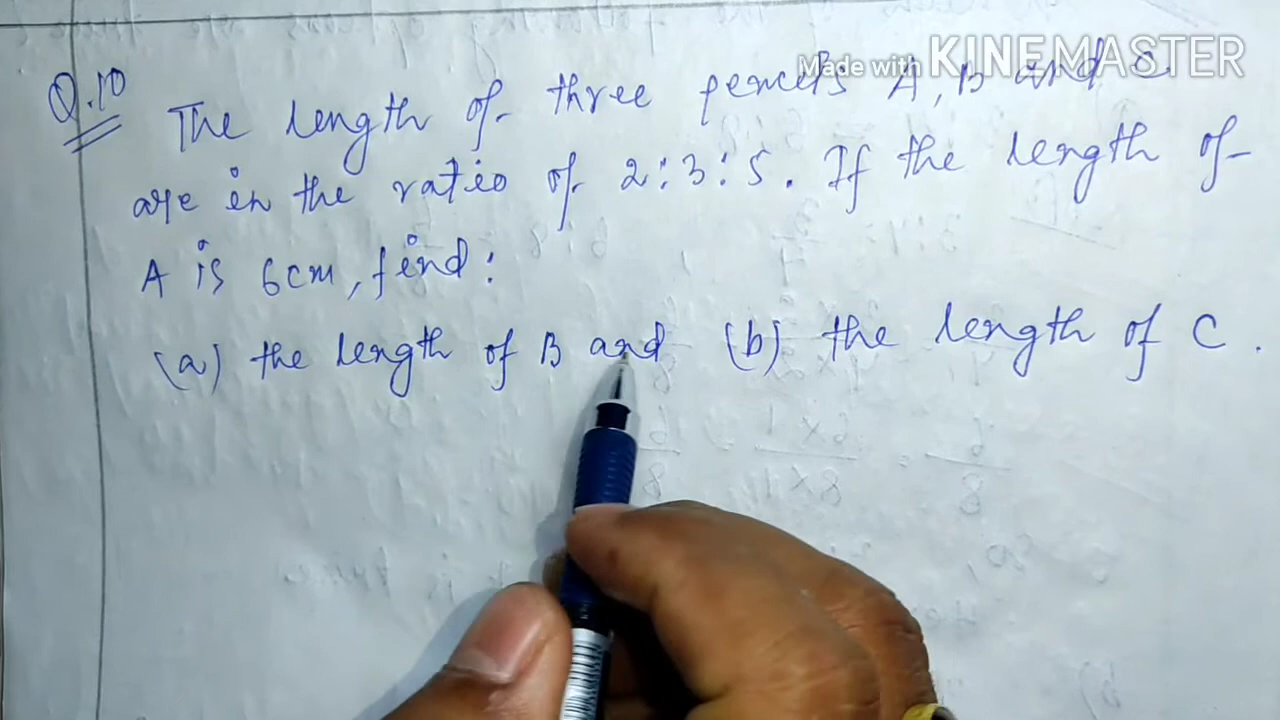 Made with KINEMASTER
Q.10 The length of three pencils A, B and C
are in the ratio of 2:3:5. If the length of
A is 6cm, find:
(a) the length of B and (b) the length of C.